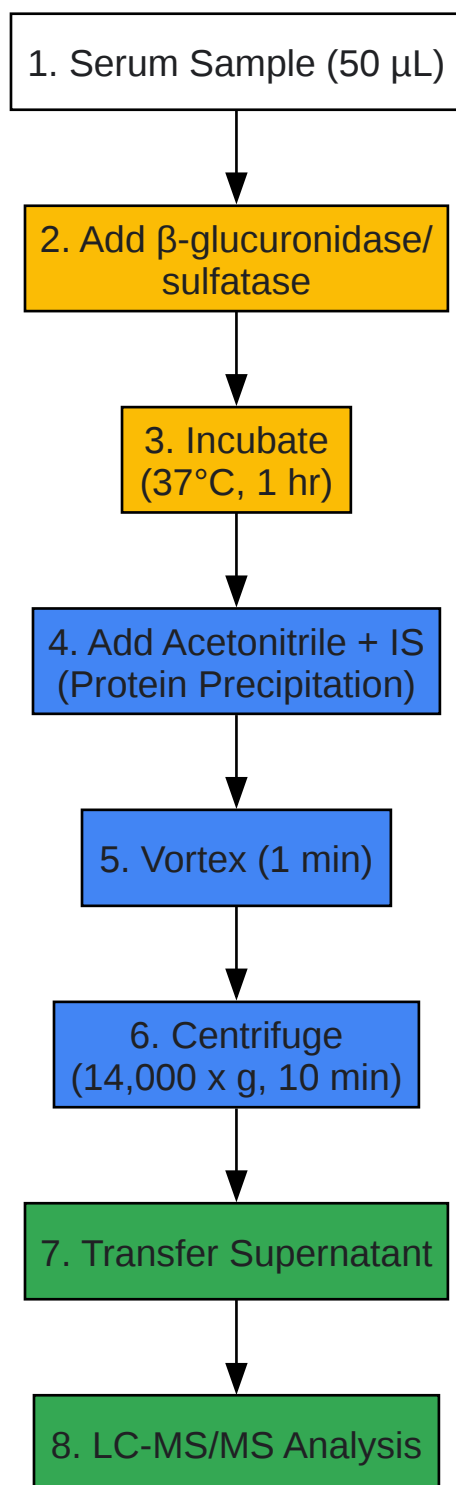 1. Serum Sample (50 µL)
2. Add β-glucuronidase/
sulfatase
3. Incubate
(37°C, 1 hr)
4. Add Acetonitrile + IS
(Protein Precipitation)
5. Vortex (1 min)
6. Centrifuge
(14,000 x g, 10 min)
7. Transfer Supernatant
8. LC-MS/MS Analysis